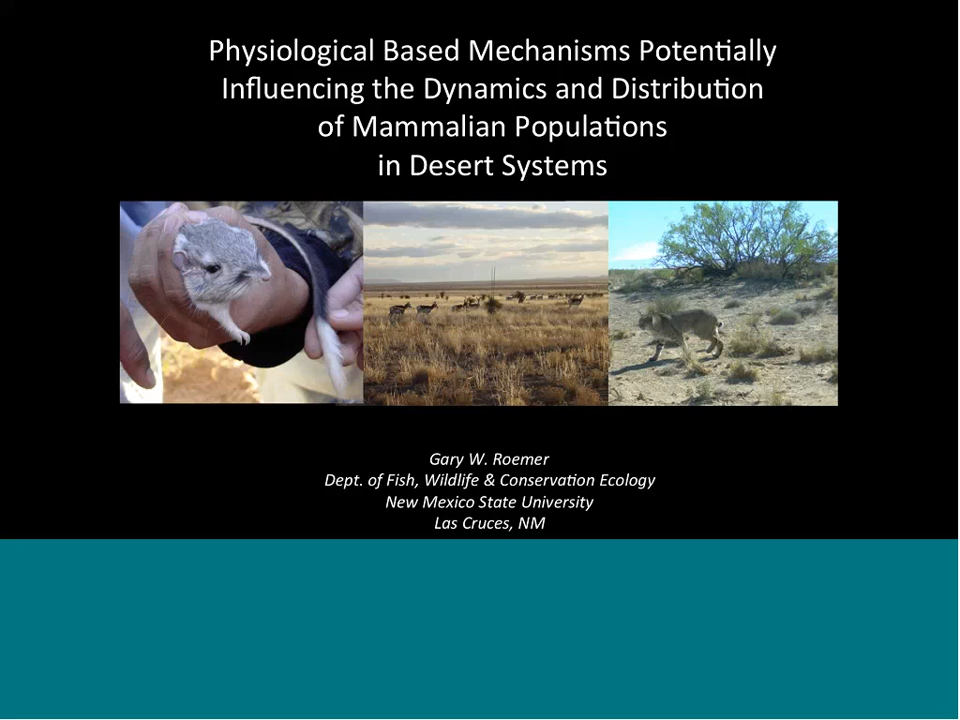 Physiological Based Mechanisms Potentially
Influencing the Dynamics and Distribution
of Mammalian Populations
in Desert Systems
Gary W. Roemer
Dept. of Fish, Wildlife & Conservation Ecology
New Mexico State University
Las Cruces, NM